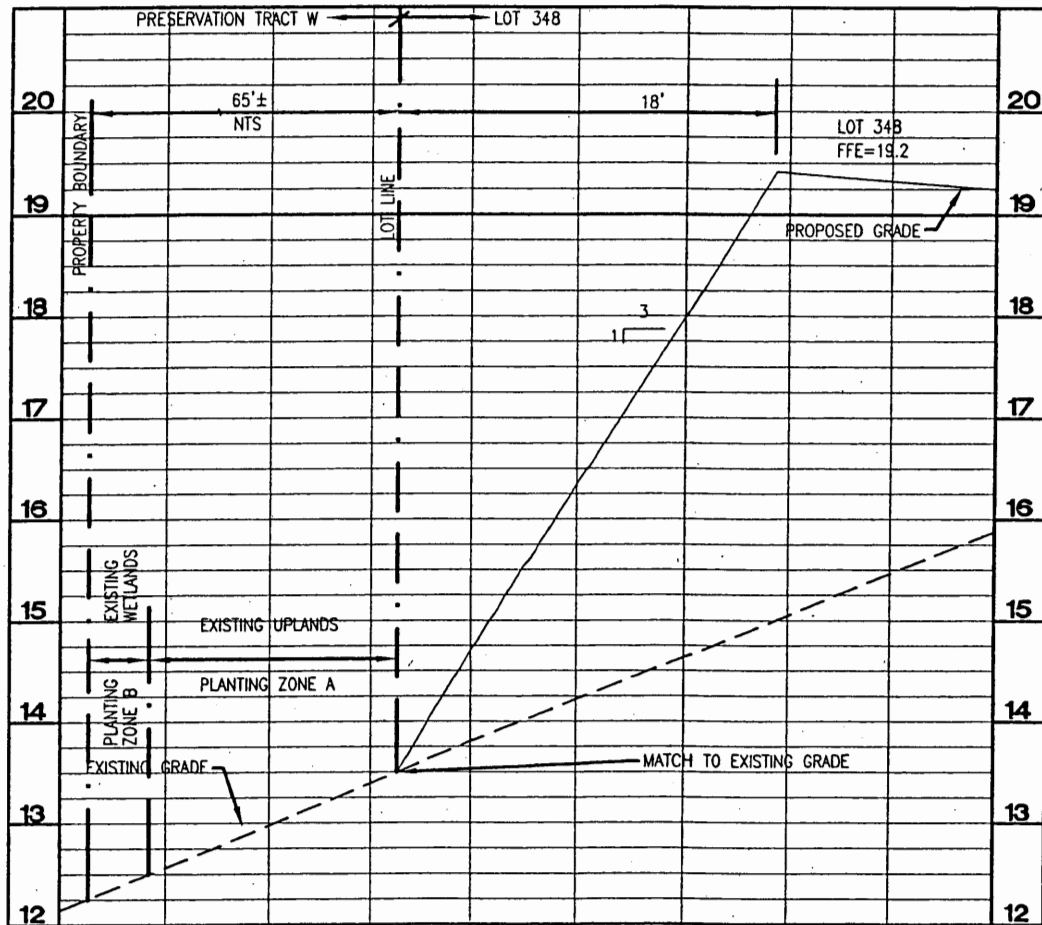 PRESERVATION TRACT W
LOT 348
65'±
NTS
18'
20
20
LOT 348
FFE=19.2
PROPERTY BOUNDARY
LOT LINE
19
19
PROPOSED GRADE
18
18
3
1
17
17
16
16
EXISTING
WETLANDS
15
15
EXISTING UPLANDS
PLANTING ZONE A
PLANTING
ZONE B
14
14
EXISTING GRADE
MATCH TO EXISTING GRADE
13
13
12
12